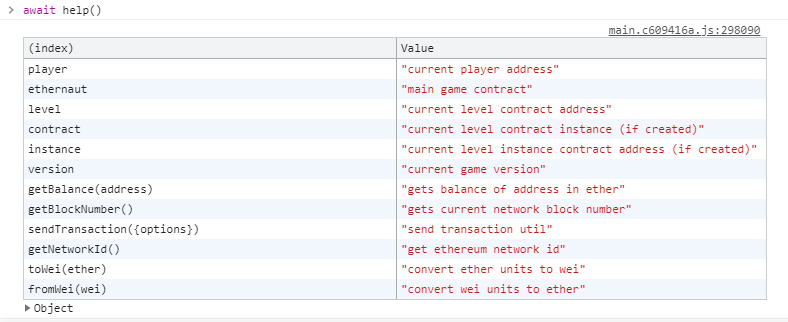 > await help()
main.c609416a.js:298090
(index) Value
player "current player address"
ethernaut "main game contract"
level "current level contract address"
contract "current level contract instance (if created)"
instance "current level instance contract address (if created)"
version "current game version"
getBalance(address) "gets balance of address in ether"
getBlockNumber() "gets current network block number"
sendTransaction({options}) "send transaction util"
getNetworkId() "get ethereum network id"
toWei(ether) "convert ether units to wei"
fromWei(wei) "convert wei units to ether"
Object